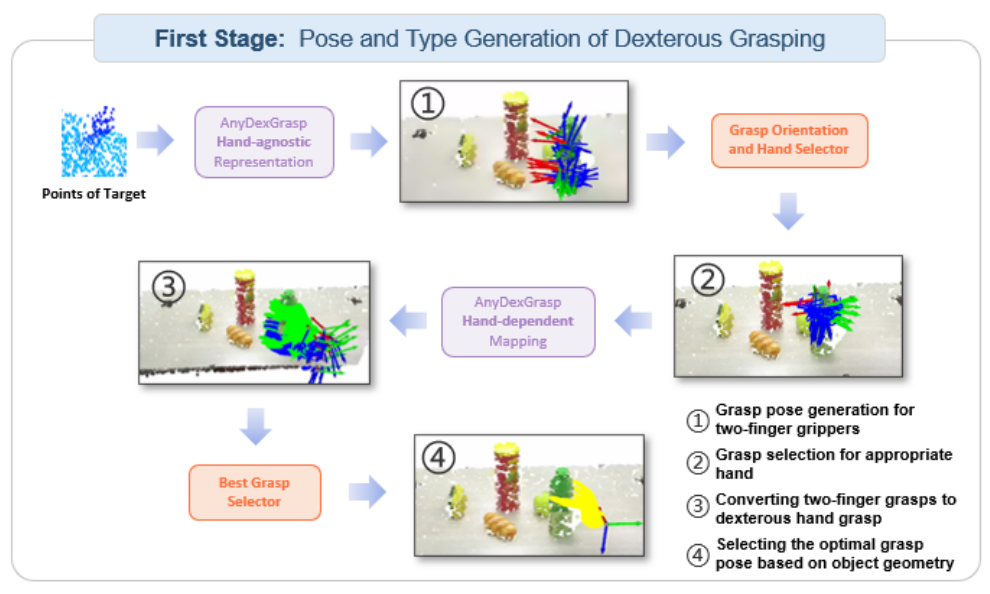 First Stage: Pose and Type Generation of Dexterous Grasping
Points of Target
AnyDexGrasp
Hand-agnostic
Representation
①
Grasp Orientation
and Hand Selector
②
AnyDexGrasp
Hand-dependent
Mapping
③
Best Grasp
Selector
④
① Grasp pose generation for
two-finger grippers
② Grasp selection for appropriate
hand
③ Converting two-finger grasps to
dexterous hand grasp
④ Selecting the optimal grasp
pose based on object geometry